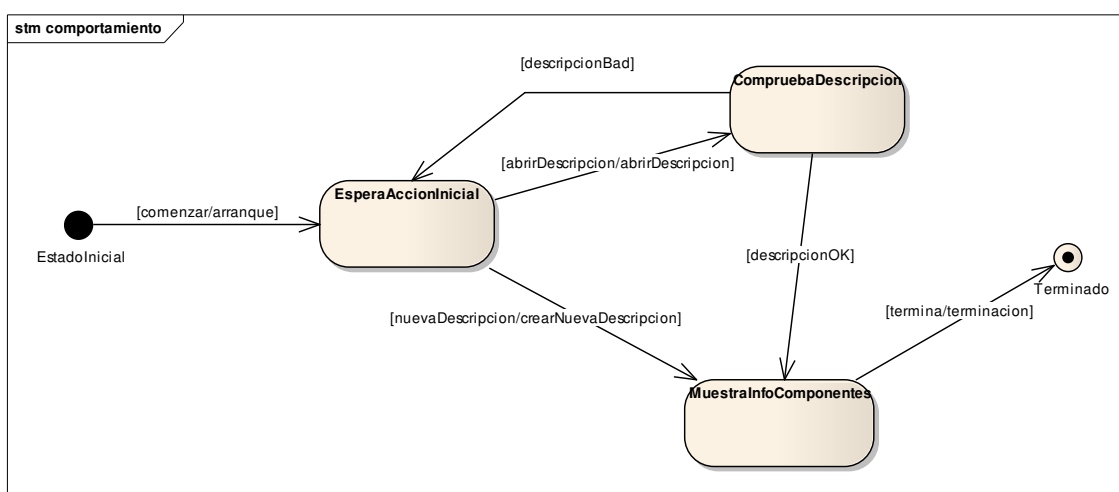 stm comportamiento
[descripcionBad]
CompruebaDescripcion
[abrirDescripcion/abrirDescripcion]
EsperaAccionInicial
[comenzar/arranque]
EstadoInicial
[descripcionOK]
Terminado
[nuevaDescripcion/crearNuevaDescripcion]
[termina/terminacion]
MuestraInfoComponentes